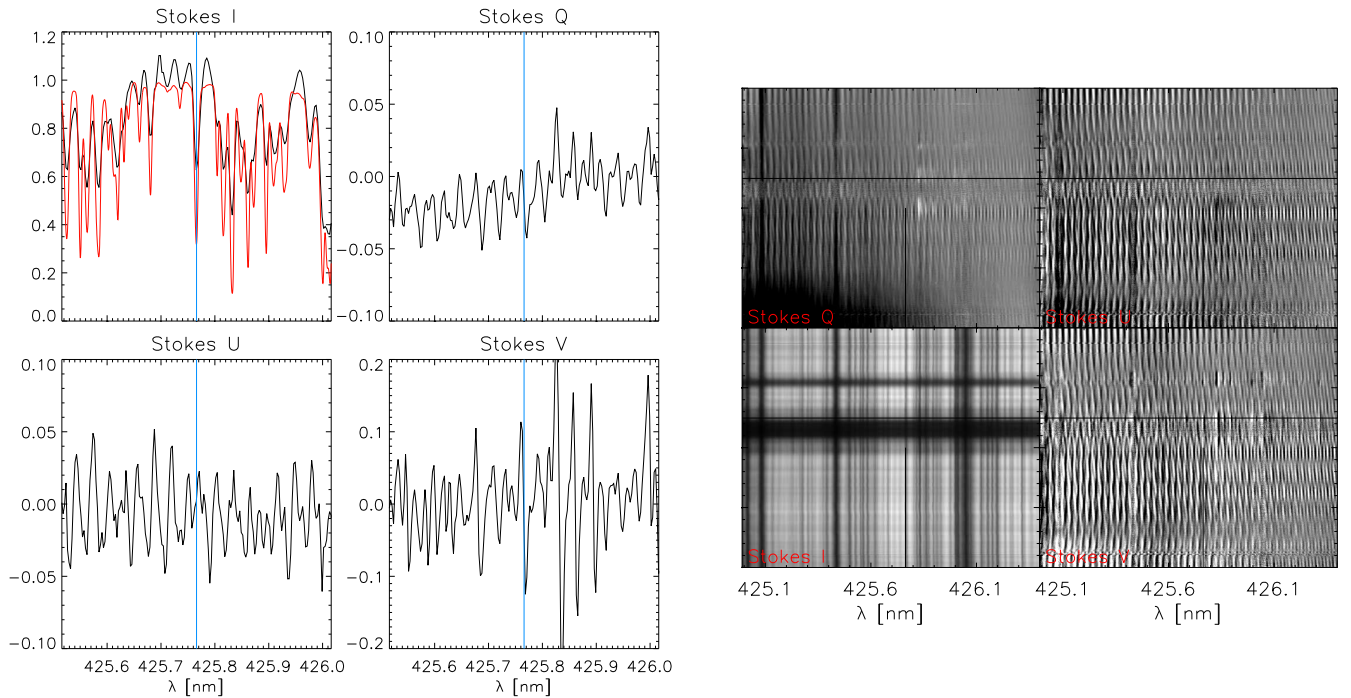 Stokes I
1.2
1.0
0.8
0.6
0.4
0.2
0.0
Stokes Q
0.10
0.05
0.00
−0.05
−0.10
Stokes U
0.10
0.05
0.00
−0.05
−0.10
425.6 425.7 425.8 425.9 426.0
λ [nm]
Stokes V
0.2
0.1
0.0
−0.1
−0.2
425.6 425.7 425.8 425.9 426.0
λ [nm]
Stokes Q
Stokes U
Stokes I
Stokes V
425.1 425.6 426.1
λ [nm]
425.1 425.6 426.1
λ [nm]